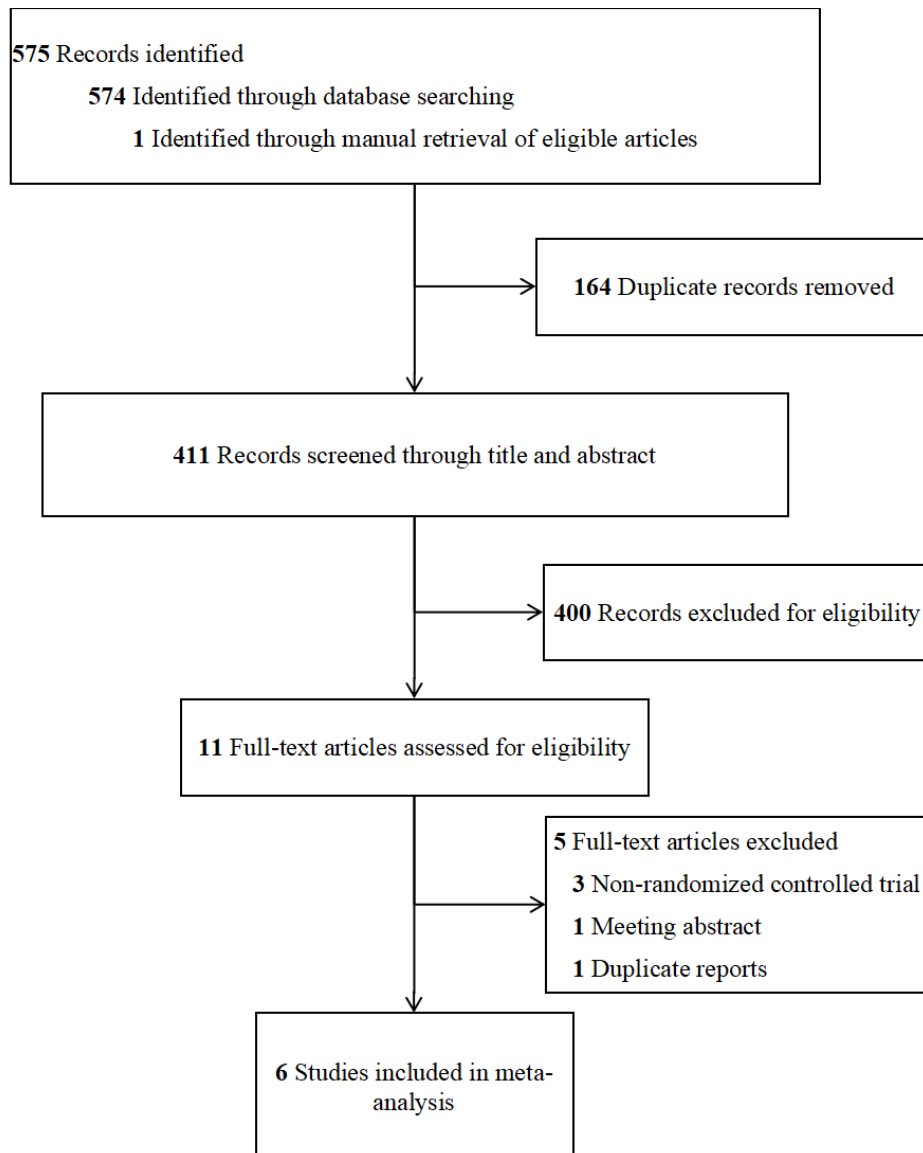 575 Records identified
574 Identified through database searching
1 Identified through manual retrieval of eligible articles
164 Duplicate records removed
411 Records screened through title and abstract
400 Records excluded for eligibility
11 Full-text articles assessed for eligibility
5 Full-text articles excluded
3 Non-randomized controlled trial
1 Meeting abstract
1 Duplicate reports
6 Studies included in meta-
analysis